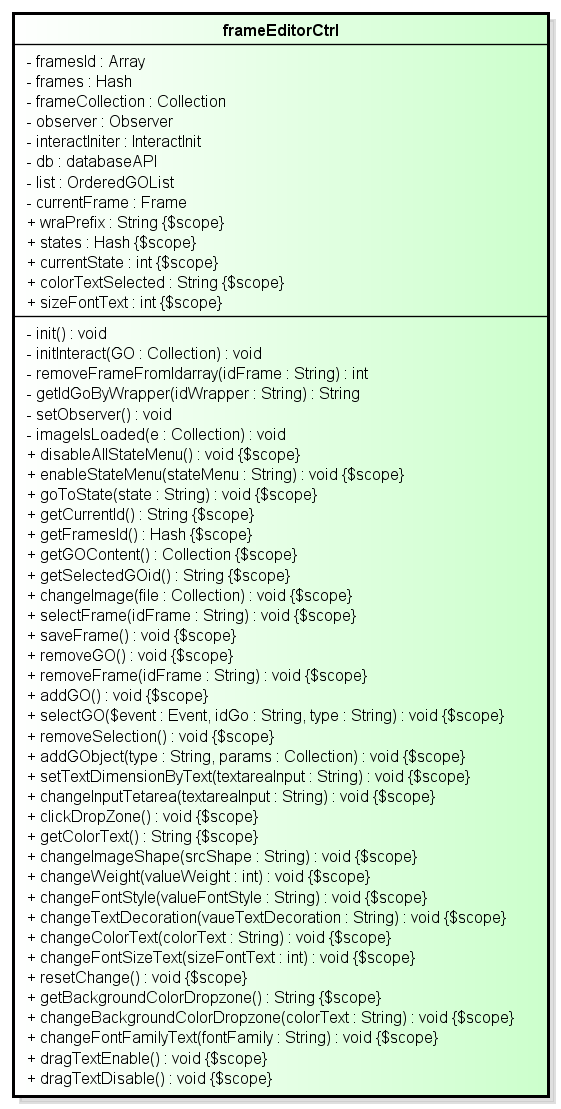 frameEditorCtrl
- framesId : Array
- frames : Hash
- frameCollection : Collection
- observer : Observer
- interactIniter : InteractInit
- db : databaseAPI
- list : OrderedGOList
- currentFrame : Frame
+ wraPrefix : String {$scope}
+ states : Hash {$scope}
+ currentState : int {$scope}
+ colorTextSelected : String {$scope}
+ sizeFontText : int {$scope}
- init() : void
- initInteract(GO : Collection) : void
- removeFrameFromIdarray(idFrame : String) : int
- getIdGoByWrapper(idWrapper : String) : String
- setObserver() : void
- imageIsLoaded(e : Collection) : void
+ disableAllStateMenu() : void {$scope}
+ enableStateMenu(stateMenu : String) : void {$scope}
+ goToState(state : String) : void {$scope}
+ getCurrentId() : String {$scope}
+ getFramesId() : Hash {$scope}
+ getGOContent() : Collection {$scope}
+ getSelectedGOid() : String {$scope}
+ changeImage(file : Collection) : void {$scope}
+ selectFrame(idFrame : String) : void {$scope}
+ saveFrame() : void {$scope}
+ removeGO() : void {$scope}
+ removeFrame(idFrame : String) : void {$scope}
+ addGO() : void {$scope}
+ selectGO($event : Event, idGo : String, type : String) : void {$scope}
+ removeSelection() : void {$scope}
+ addGObject(type : String, params : Collection) : void {$scope}
+ setTextDimensionByText(textareaInput : String) : void {$scope}
+ changeInputTetarea(textareaInput : String) : void {$scope}
+ clickDropZone() : void {$scope}
+ getColorText() : String {$scope}
+ changeImageShape(srcShape : String) : void {$scope}
+ changeWeight(valueWeight : int) : void {$scope}
+ changeFontStyle(valueFontStyle : String) : void {$scope}
+ changeTextDecoration(vaueTextDecoration : String) : void {$scope}
+ changeColorText(colorText : String) : void {$scope}
+ changeFontSizeText(sizeFontText : int) : void {$scope}
+ resetChange() : void {$scope}
+ getBackgroundColorDropzone() : String {$scope}
+ changeBackgroundColorDropzone(colorText : String) : void {$scope}
+ changeFontFamilyText(fontFamily : String) : void {$scope}
+ dragTextEnable() : void {$scope}
+ dragTextDisable() : void {$scope}